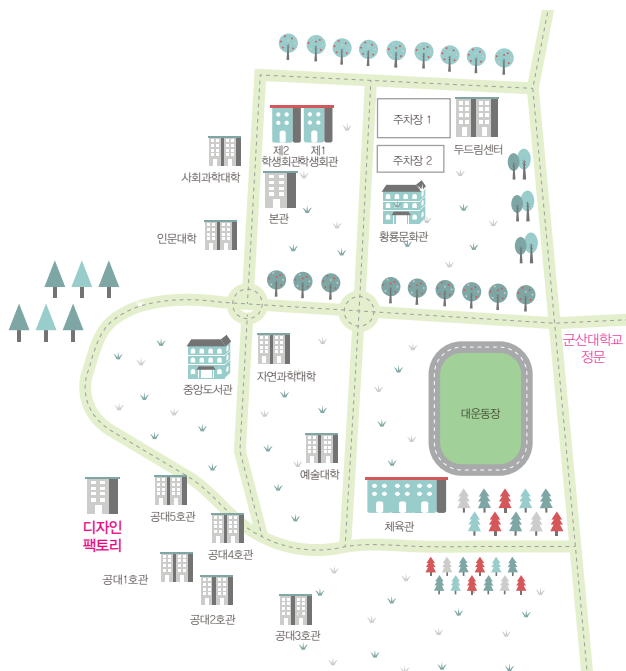 주차장 1
두드림센터
제2
학생회관
제1
학생회관
주차장 2
사회과학대학
본관
인문대학
황룡문화관
군산대학교
정문
중앙도서관
자연과학대학
대운동장
예술대학
디자인
팩토리
공대5호관
체육관
공대4호관
공대1호관
공대2호관
공대3호관